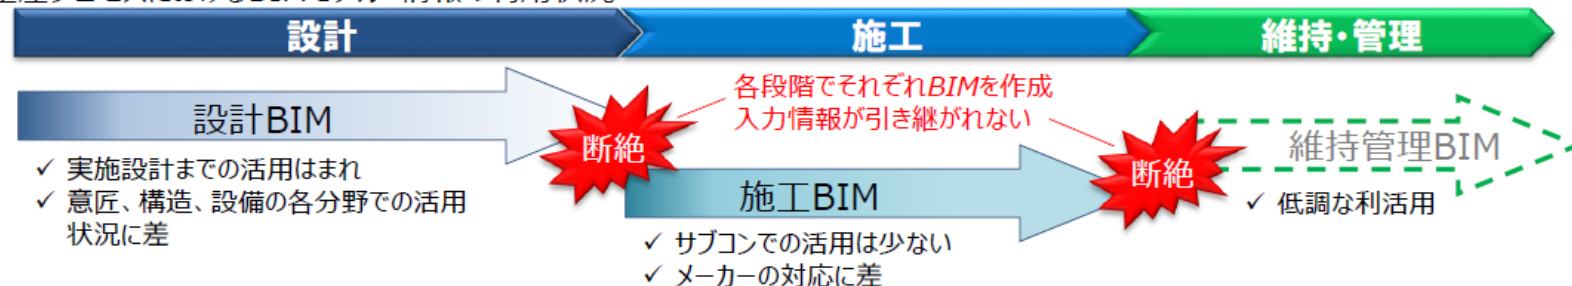 設計
施工
維持・管理
各段階でそれぞれBIMを作成
入力情報が引き継がれない
設計BIM
断絶
✓ 実施設計までの活用はまれ
✓ 意匠、構造、設備の各分野での活用
状況に差
施工BIM
断絶
✓ サブコンでの活用は少ない
✓ メーカーの対応に差
維持管理BIM
✓ 低調な利活用